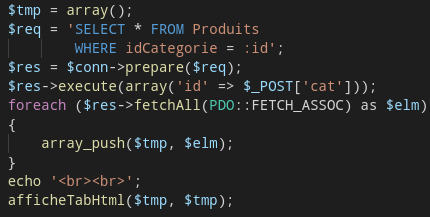 $tmp = array();
$req = 'SELECT * FROM Produits
WHERE idCategorie = :id';
$res = $conn->prepare($req);
$res->execute(array('id' => $_POST['cat']));
foreach ($res->fetchAll(PDO::FETCH_ASSOC) as $elm)
{
array_push($tmp, $elm);
}
echo '<br><br>';
afficheTabHtml($tmp, $tmp);